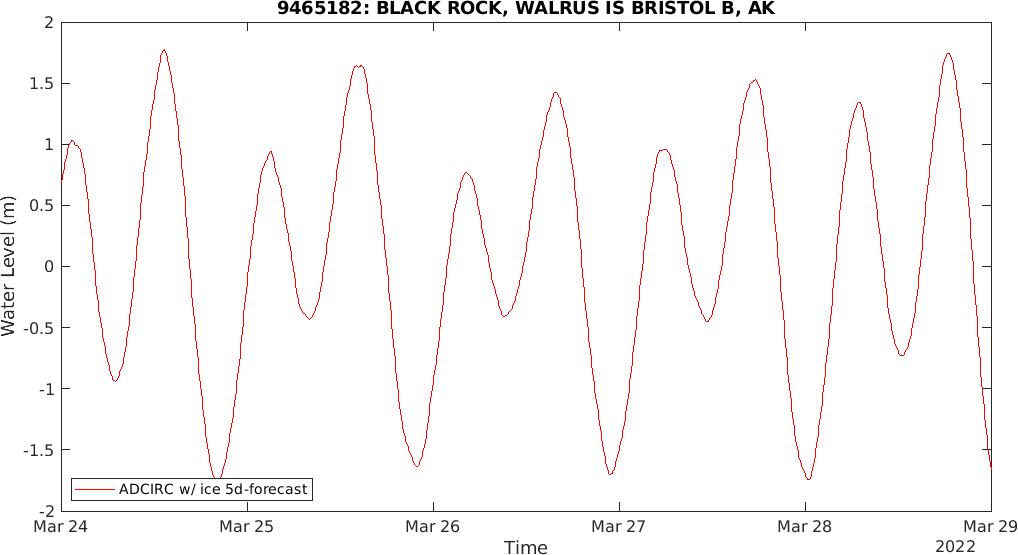 9465182: BLACK ROCK, WALRUS IS BRISTOL B, AK
2
1.5
1
0.5
0
-0.5
-1
-1.5
-2
Water Level (m)
ADCIRC w/ ice 5d-forecast
Mar 24 Mar 25 Mar 26 Mar 27 Mar 28 Mar 29
2022
Time